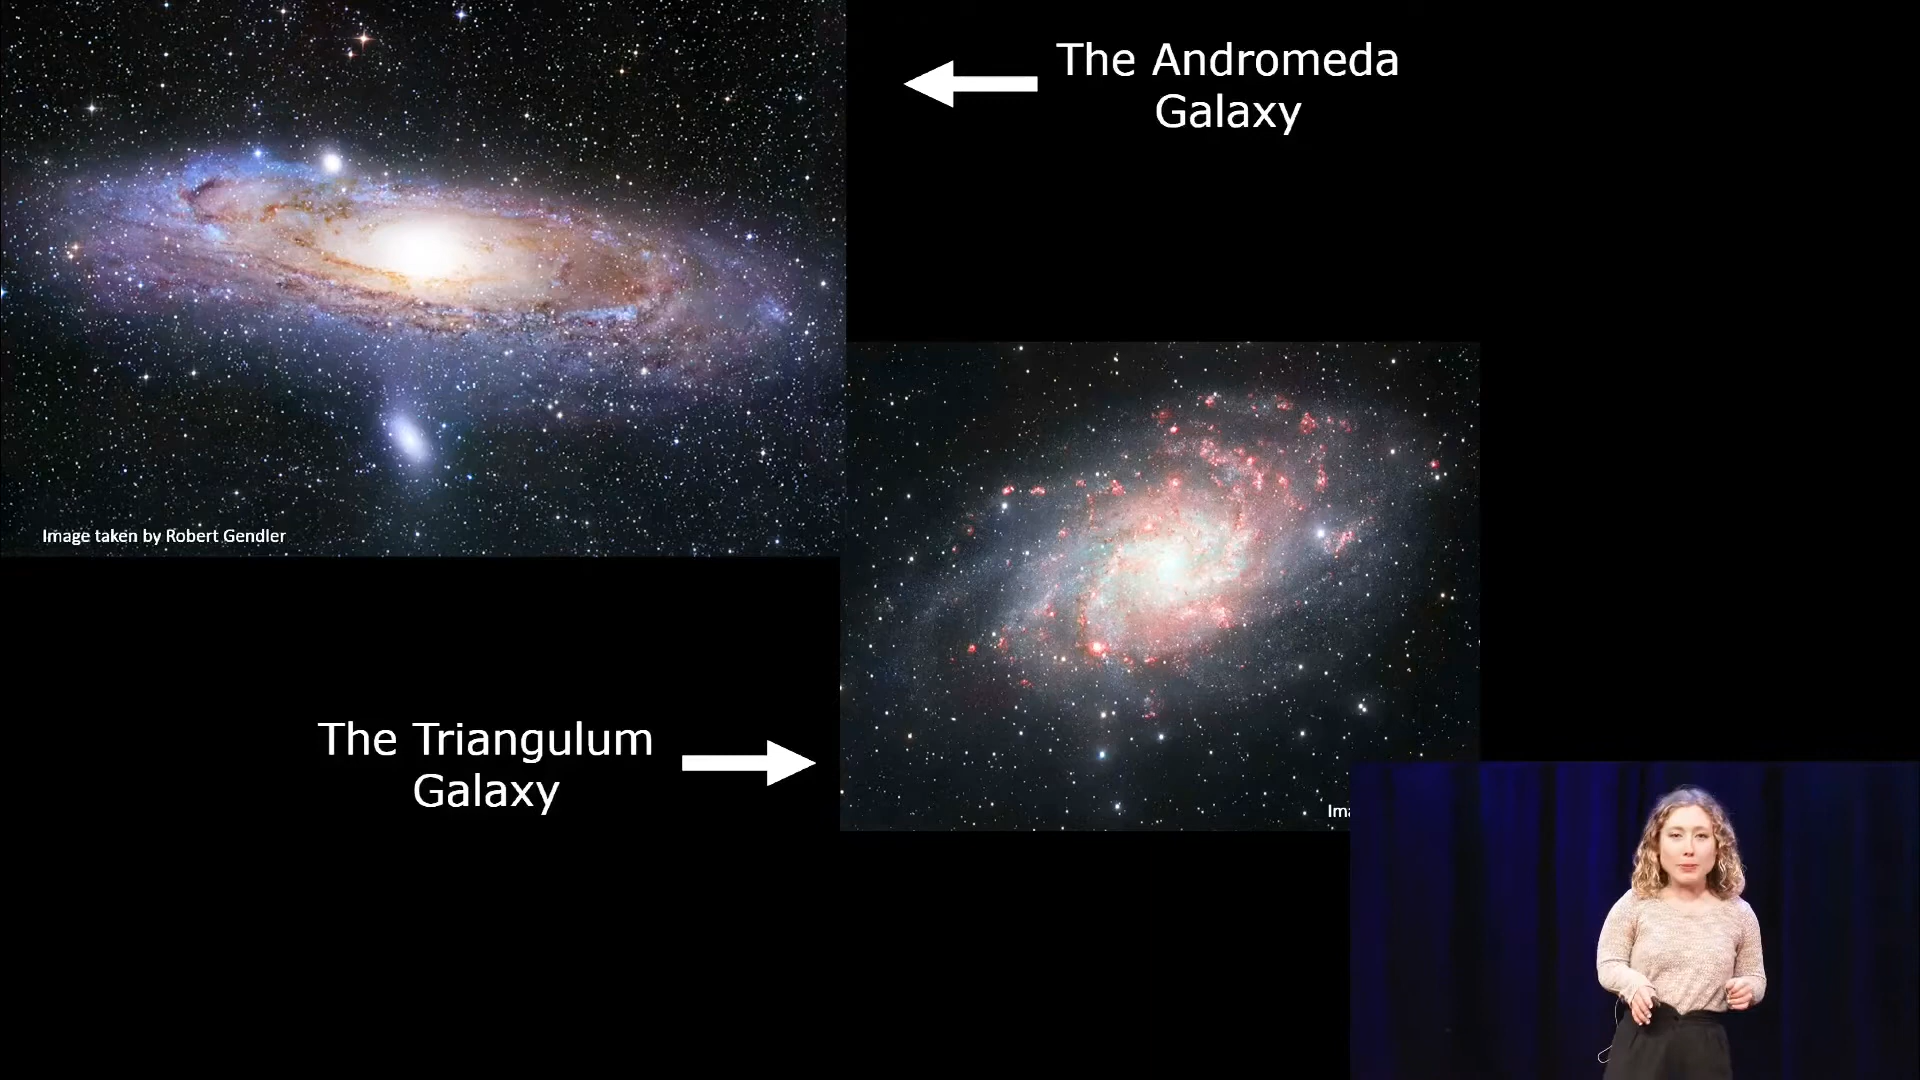 The Andromeda
Galaxy
Image taken by Robert Gendler
The Triangulum
Galaxy